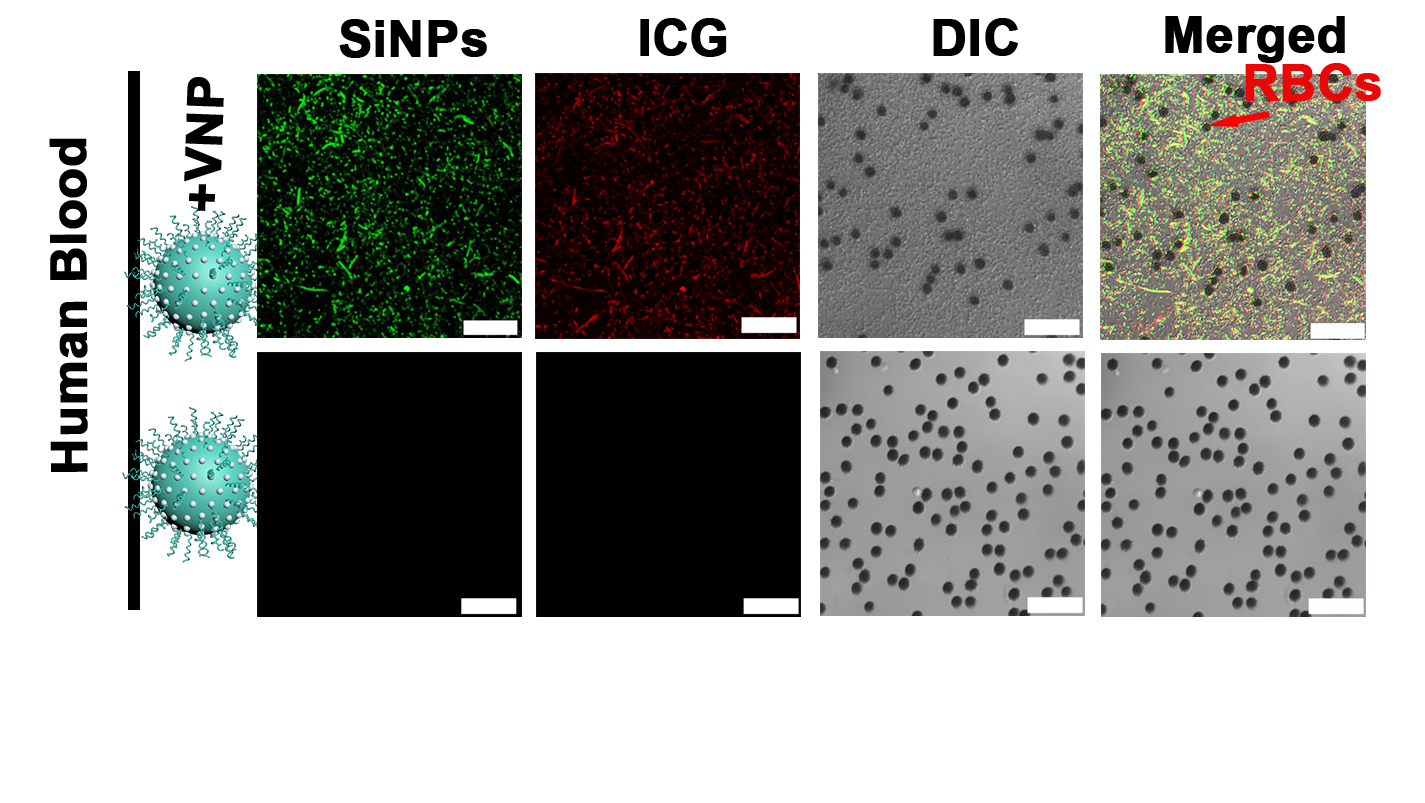 SiNPs ICG DIC Merged
RBCs
+VNP
Human Blood